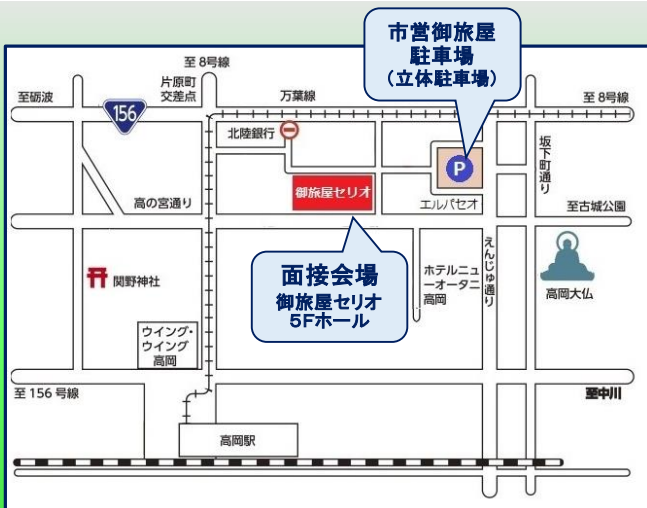 市営御旅屋
駐車場
（立体駐車場）
至 8号線
片原町
交差点
至砺波
156
万葉線
至 8号線
北陸銀行
P
坂下町通り
御旅屋セリオ
高の宮通り
エルパセオ
至古城公園
えんじゅ通り
面接会場
御旅屋セリオ
5Fホール
ホテルニュ
ーオータニ
高岡
関野神社
高岡大仏
ウイング・
ウイング
高岡
至 156 号線
至中川
高岡駅